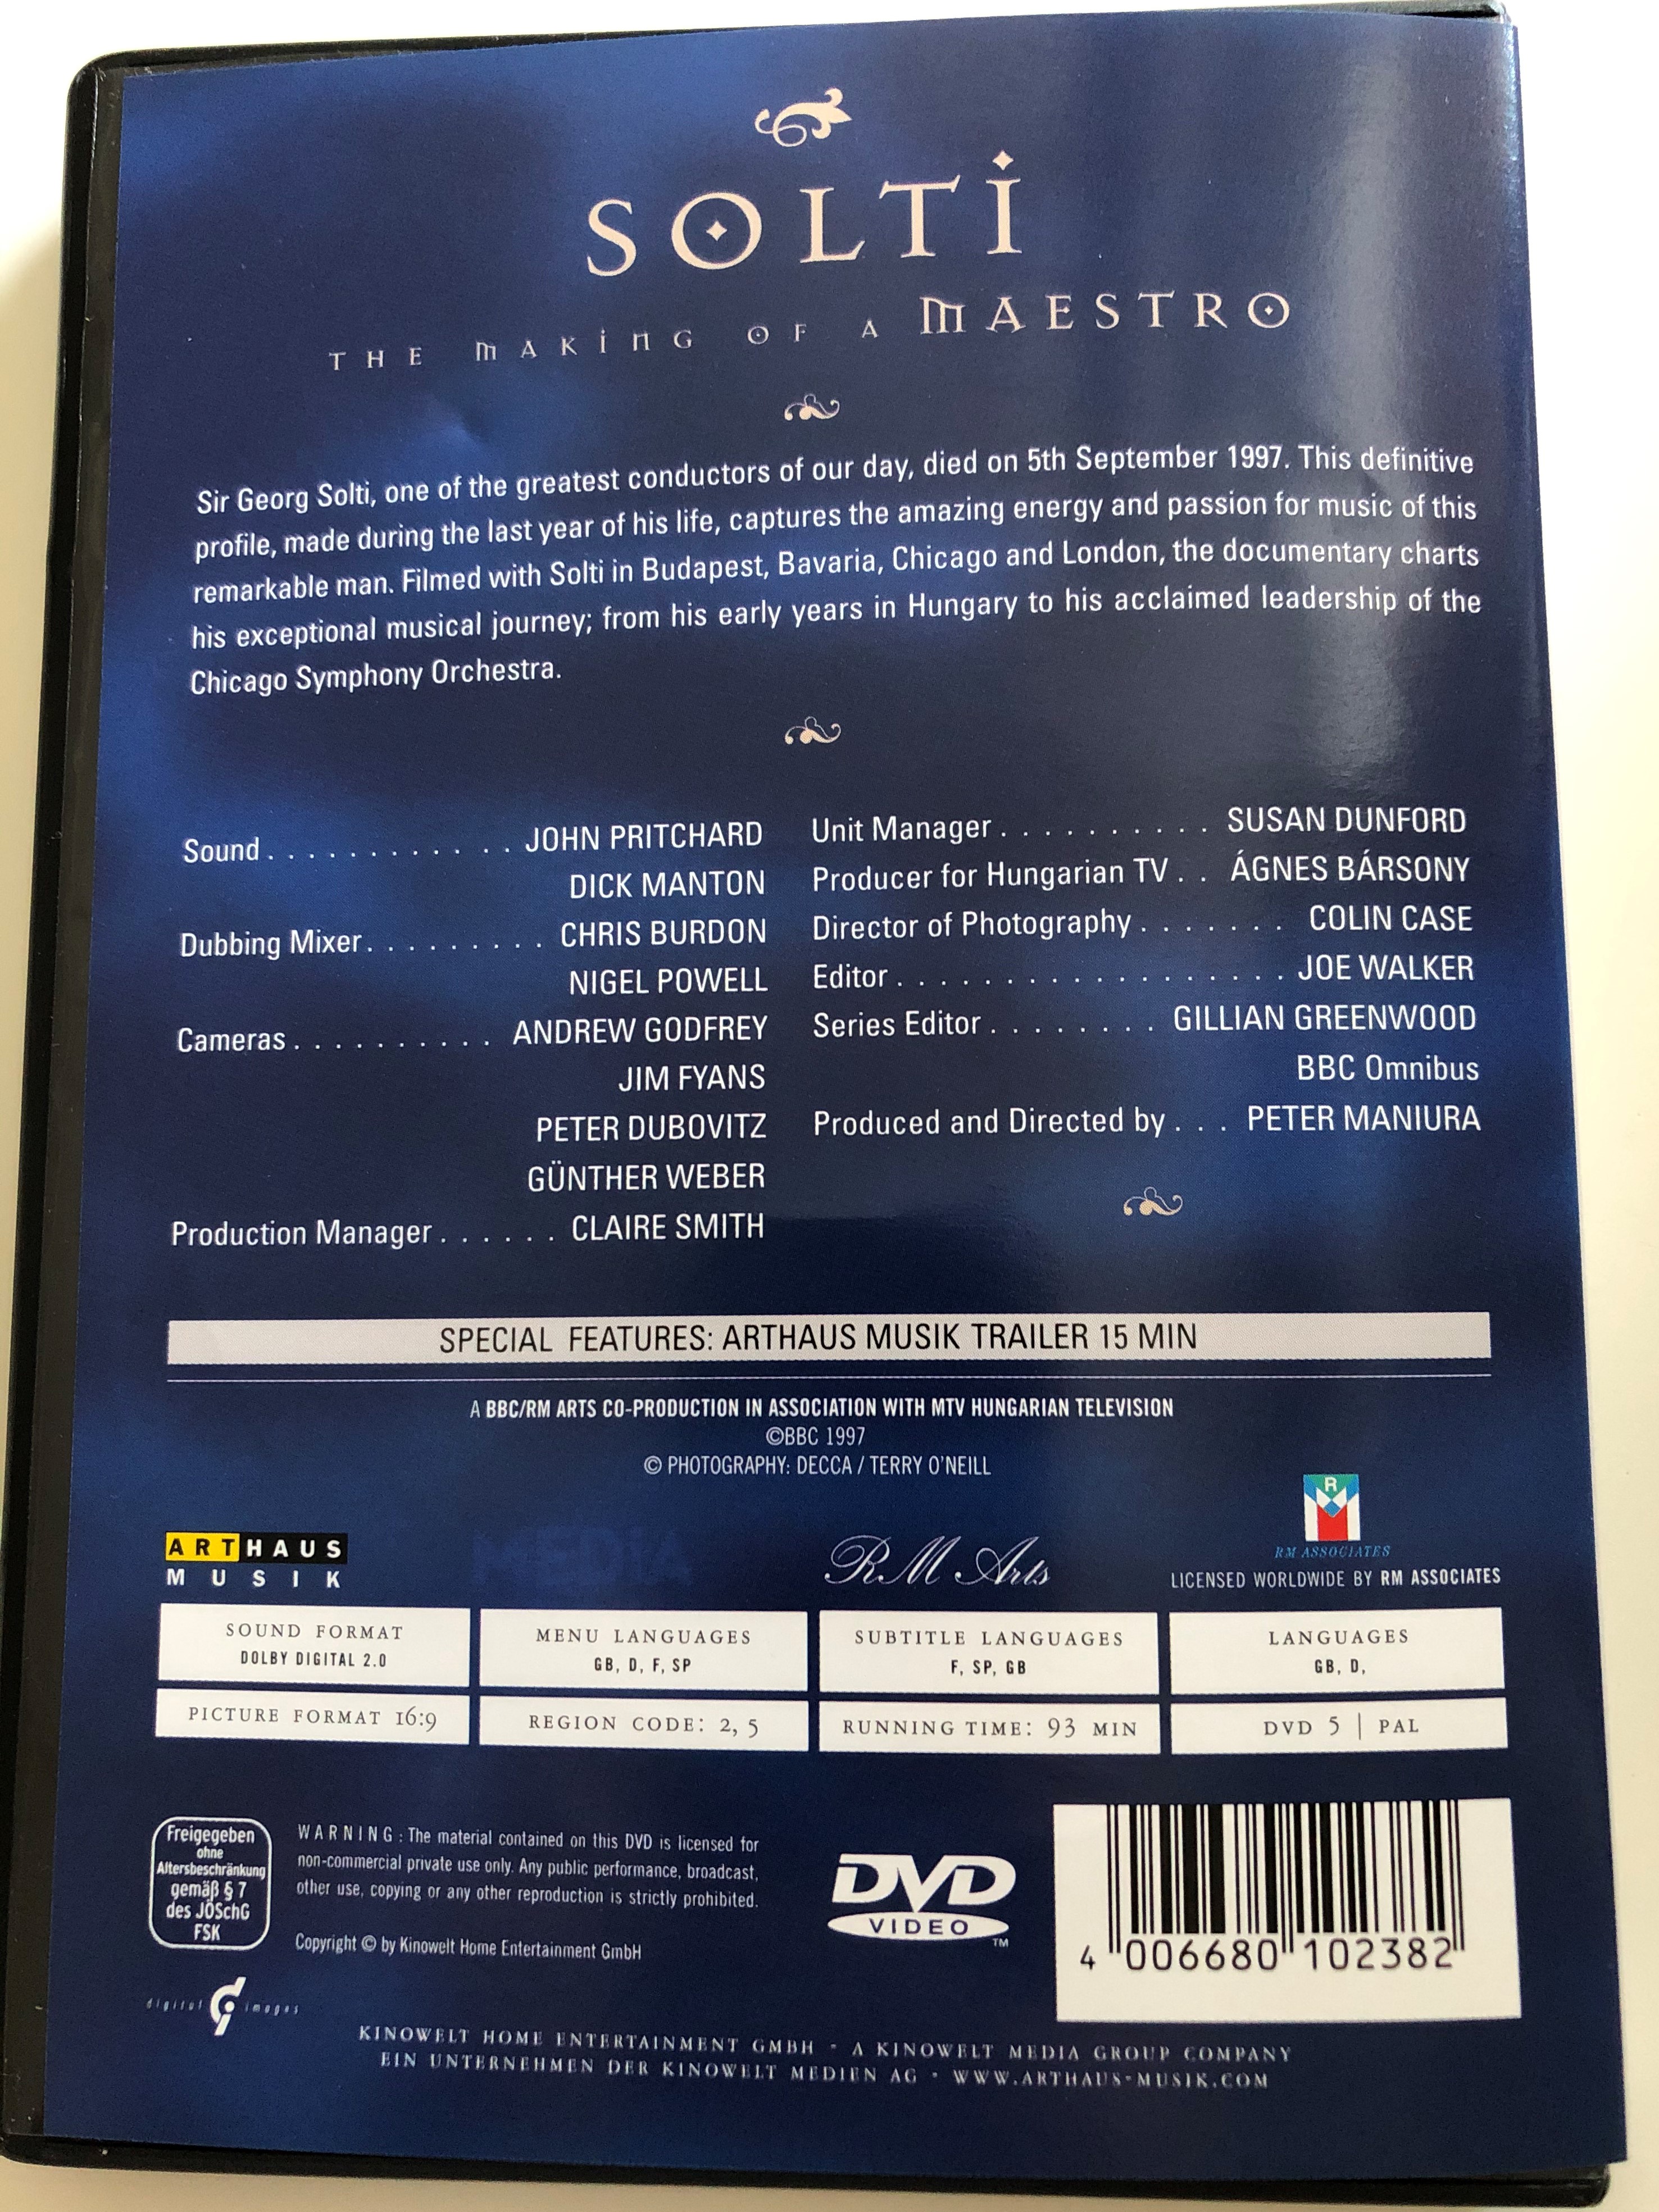 SOLTI
THE MAKING OF A MAESTRO
Sir Georg Solti, one of the greatest conductors of our day, died on 5th September 1997. This definitive
profile, made during the last year of his life, captures the amazing energy and passion for music of this
remarkable man. Filmed with Solti in Budapest, Bavaria, Chicago and London, the documentary charts
his exceptional musical journey; from his early years in Hungary to his acclaimed leadership of the
Chicago Symphony Orchestra.
Sound . . . . . . . . . . . . JOHN PRITCHARD
DICK MANTON
Dubbing Mixer . . . . . . . . . CHRIS BURDON
NIGEL POWELL
Cameras . . . . . . . . . . ANDREW GODFREY
JIM FYANS
PETER DUBOVITZ
GÜNTHER WEBER
Production Manager . . . . . . CLAIRE SMITH
Unit Manager . . . . . . . . . . SUSAN DUNFORD
Producer for Hungarian TV . . ÁGNES BÁRSONY
Director of Photography . . . . . . . COLIN CASE
Editor . . . . . . . . . . . . . . . . . . JOE WALKER
Series Editor . . . . . . . . GILLIAN GREENWOOD
BBC Omnibus
Produced and Directed by . . . PETER MANIURA
SPECIAL FEATURES: ARTHAUS MUSIK TRAILER 15 MIN
A BBC/RM ARTS CO-PRODUCTION IN ASSOCIATION WITH MTV HUNGARIAN TELEVISION
©BBC 1997
© PHOTOGRAPHY: DECCA / TERRY O'NEILL
ARTHAUS
MUSIK
MEDIA
RM Arts
RM
RM ASSOCIATES
LICENSED WORLDWIDE BY RM ASSOCIATES
SOUND FORMAT
DOLBY DIGITAL 2.0
MENU LANGUAGES
GB, D, F, SP
SUBTITLE LANGUAGES
F, SP, GB
LANGUAGES
GB, D,
PICTURE FORMAT 16:9
REGION CODE: 2, 5
RUNNING TIME: 93 MIN
DVD 5 | PAL
Freigegeben
ohne
Altersbeschränkung
gemäß § 7
des JÖSchG
FSK
WARNING: The material contained on this DVD is licensed for
non-commercial private use only. Any public performance, broadcast,
other use, copying or any other reproduction is strictly prohibited.
Copyright © by Kinowelt Home Entertainment GmbH
DVD
VIDEO
TM
4 006680 102382
digital images
KINOWELT HOME ENTERTAINMENT GMBH - A KINOWELT MEDIA GROUP COMPANY
EIN UNTERNEHMEN DER KINOWELT MEDIEN AG · WWW.ARTHAUS-MUSIK.COM